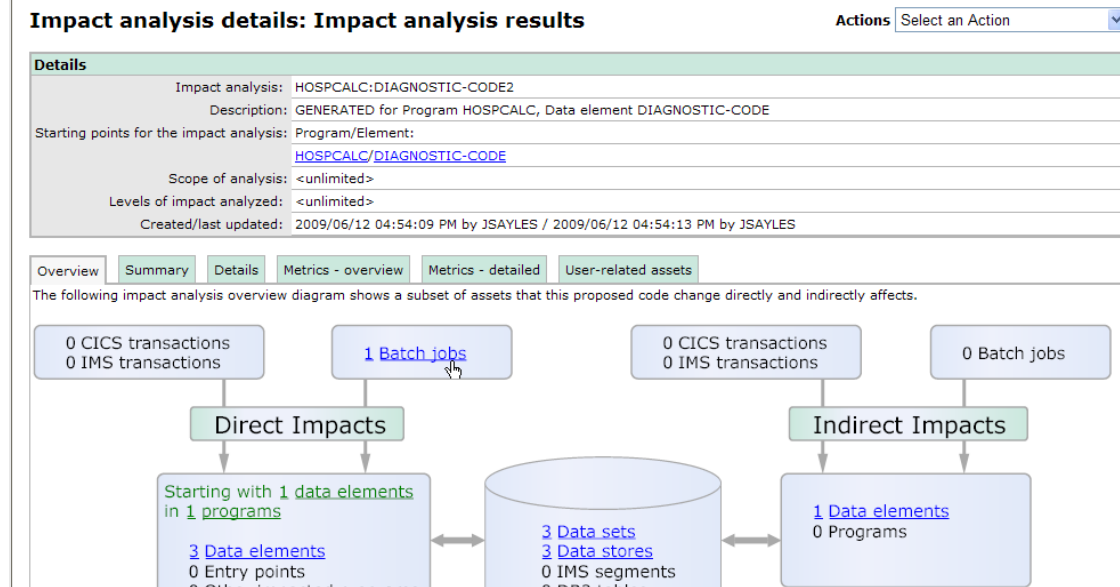 Impact analysis details: Impact analysis results
Actions Select an Action
Details
Impact analysis: HOSPCALC:DIAGNOSTIC-CODE2
Description: GENERATED for Program HOSPCALC, Data element DIAGNOSTIC-CODE
Starting points for the impact analysis: Program/Element:
HOSPCALC/DIAGNOSTIC-CODE
Scope of analysis: <unlimited>
Levels of impact analyzed: <unlimited>
Created/last updated: 2009/06/12 04:54:09 PM by JSAYLES / 2009/06/12 04:54:13 PM by JSAYLES
Overview Summary Details Metrics - overview Metrics - detailed User-related assets
The following impact analysis overview diagram shows a subset of assets that this proposed code change directly and indirectly affects.
0 CICS transactions
0 IMS transactions
1 Batch jobs
0 CICS transactions
0 IMS transactions
0 Batch jobs
Direct Impacts
Indirect Impacts
Starting with 1 data elements
in 1 programs
3 Data elements
0 Entry points
3 Data sets
3 Data stores
0 IMS segments
1 Data elements
0 Programs